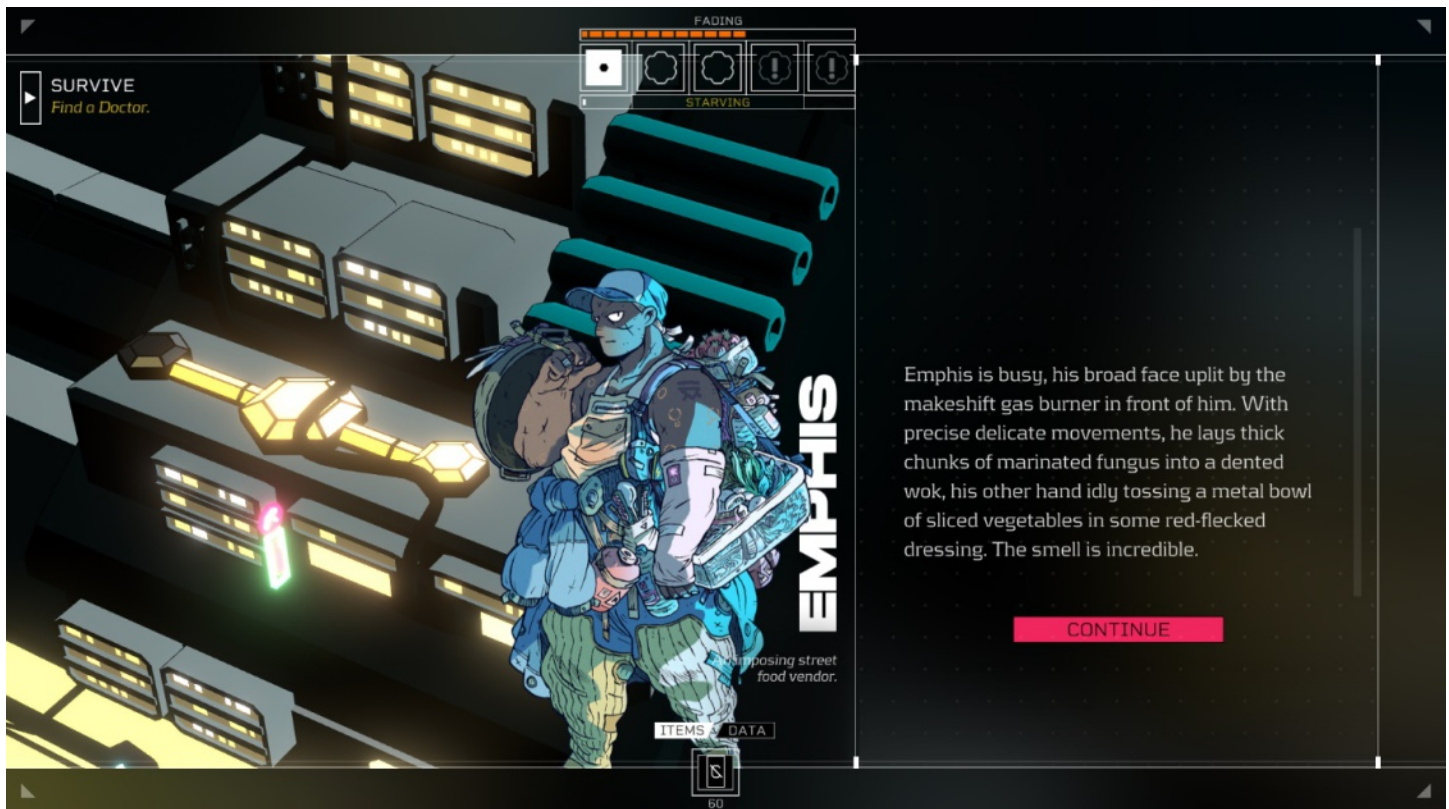 FADING
SURVIVE
Find a Doctor.
STARVING
EMPHIS
An imposing street
food vendor.
Emphis is busy, his broad face uplit by the
makeshift gas burner in front of him. With
precise delicate movements, he lays thick
chunks of marinated fungus into a dented
wok, his other hand idly tossing a metal bowl
of sliced vegetables in some red-flecked
dressing. The smell is incredible.
CONTINUE
ITEMS
DATA
60